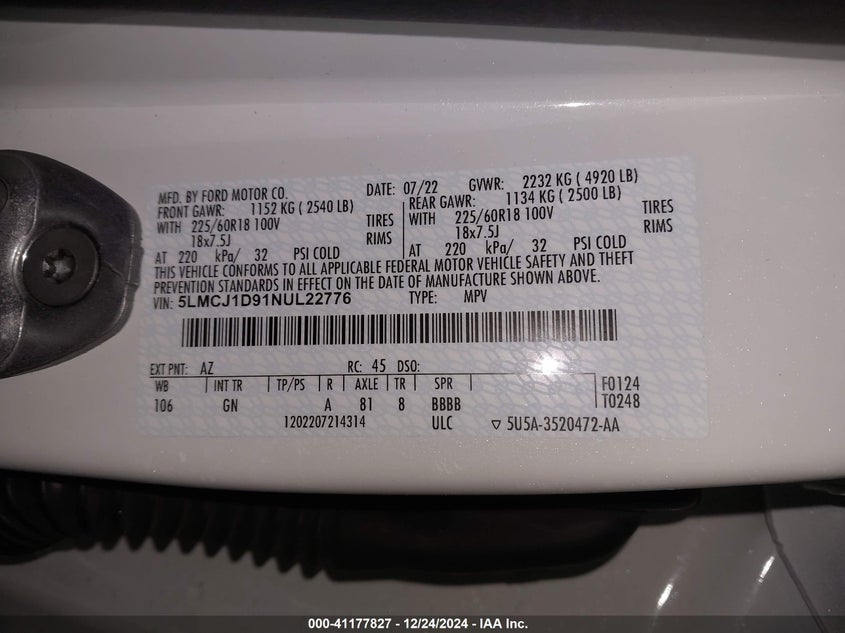 MFD. BY FORD MOTOR CO. DATE: 07/22 GVWR: 2232 KG ( 4920 LB)
FRONT GAWR: 1152 KG ( 2540 LB) REAR GAWR: 1134 KG ( 2500 LB)
WITH 225/60R18 100V TIRES WITH 225/60R18 100V TIRES
18x7.5J RIMS 18x7.5J RIMS
AT 220 kPa/ 32 PSI COLD AT 220 kPa/ 32 PSI COLD
THIS VEHICLE CONFORMS TO ALL APPLICABLE FEDERAL MOTOR VEHICLE SAFETY AND THEFT
PREVENTION STANDARDS IN EFFECT ON THE DATE OF MANUFACTURE SHOWN ABOVE.
VIN: 5LMCJ1D91NUL22776 TYPE: MPV
EXT PNT: AZ RC: 45 DSO:
WB INT TR TP/PS R AXLE TR SPR F0124
106 GN A 81 8 BBBB T0248
1202207214314 ULC ▽ 5U5A-3520472-AA
000-41177827 - 12/24/2024 - IAA Inc.